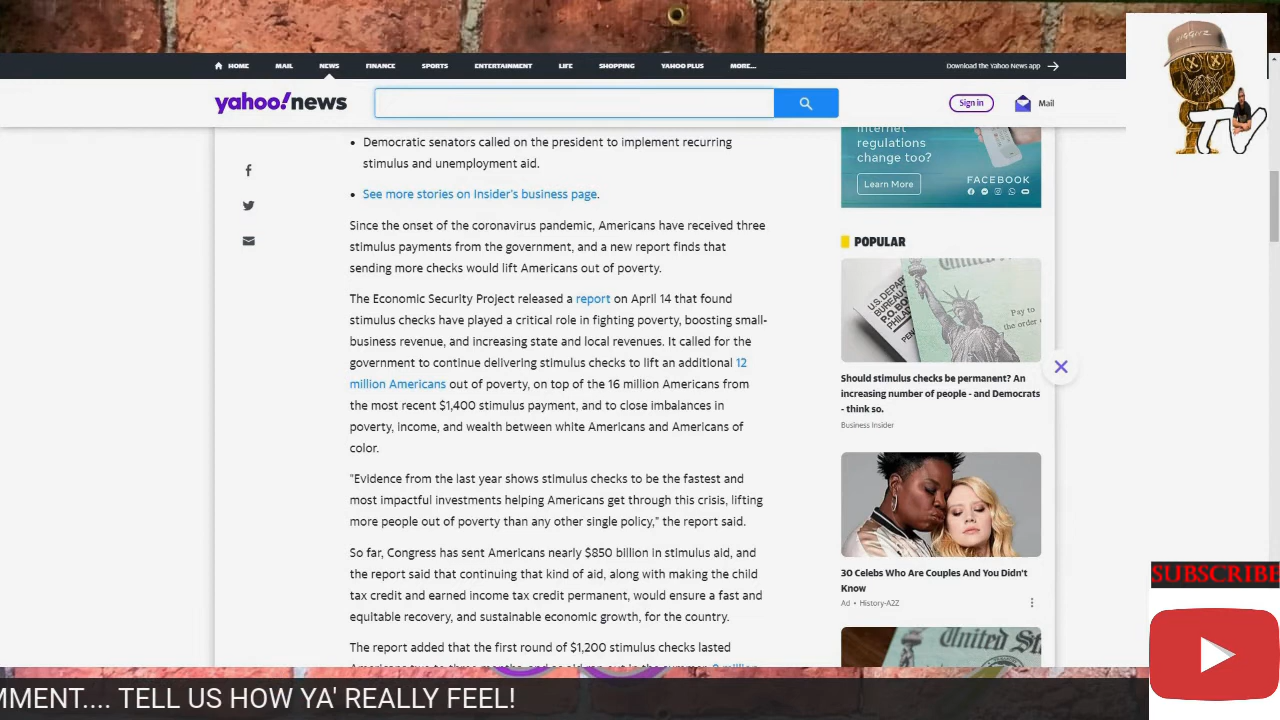 HOME MAIL NEWS FINANCE SPORTS ENTERTAINMENT LIFE SHOPPING YAHOO PLUS MORE... Download the Yahoo News app
yahoo!news
Sign in Mail
TV
• Democratic senators called on the president to implement recurring
stimulus and unemployment aid.
• See more stories on Insider's business page.
Since the onset of the coronavirus pandemic, Americans have received three
stimulus payments from the government, and a new report finds that
sending more checks would lift Americans out of poverty.
The Economic Security Project released a report on April 14 that found
stimulus checks have played a critical role in fighting poverty, boosting small-
business revenue, and increasing state and local revenues. It called for the
government to continue delivering stimulus checks to lift an additional 12
million Americans out of poverty, on top of the 16 million Americans from
the most recent $1,400 stimulus payment, and to close imbalances in
poverty, income, and wealth between white Americans and Americans of
color.
"Evidence from the last year shows stimulus checks to be the fastest and
most impactful investments helping Americans get through this crisis, lifting
more people out of poverty than any other single policy," the report said.
So far, Congress has sent Americans nearly $850 billion in stimulus aid, and
the report said that continuing that kind of aid, along with making the child
tax credit and earned income tax credit permanent, would ensure a fast and
equitable recovery, and sustainable economic growth, for the country.
The report added that the first round of $1,200 stimulus checks lasted
internet
regulations
change too?
Learn More
FACEBOOK
POPULAR
U.S. DEPAR
BUREAU
P.O. BO
PHILA
Pay to
the order
Should stimulus checks be permanent? An
increasing number of people - and Democrats
- think so.
Business Insider
30 Celebs Who Are Couples And You Didn't
Know
Ad • History-A2Z
United St
SUBSCRIBE
MMENT.... TELL US HOW YA' REALLY FEEL!